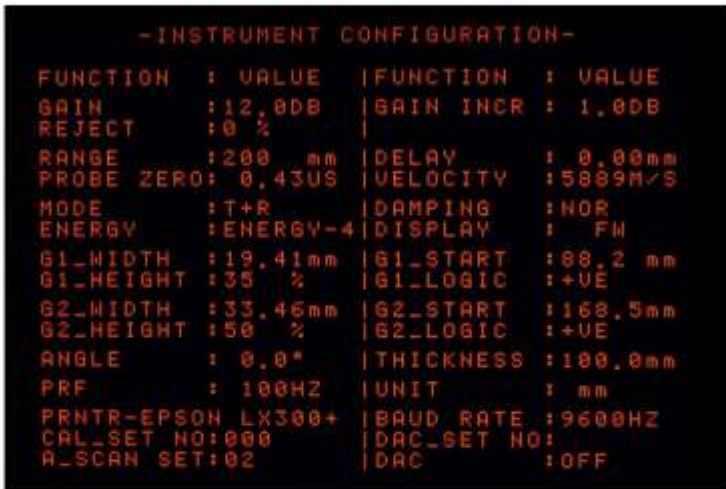 -INSTRUMENT CONFIGURATION-
FUNCTION : VALUE |FUNCTION : VALUE
GAIN :12.0DB |GAIN INCR : 1.0DB
REJECT :0 % |
RANGE :200 mm |DELAY : 0.00mm
PROBE ZERO: 0.43US |VELOCITY :5889M/S
MODE :T+R |DAMPING :NOR
ENERGY :ENERGY-4|DISPLAY : FW
G1_WIDTH :19.41mm |G1_START :88.2 mm
G1_HEIGHT :35 % |G1_LOGIC :+VE
G2_WIDTH :33.46mm |G2_START :168.5mm
G2_HEIGHT :50 % |G2_LOGIC :+VE
ANGLE : 0.0° |THICKNESS :100.0mm
PRF : 100HZ |UNIT : mm
PRNTR-EPSON LX300+ |BAUD RATE :9600HZ
CAL_SET NO:000 |DAC_SET NO:
A_SCAN SET:02 |DAC :OFF